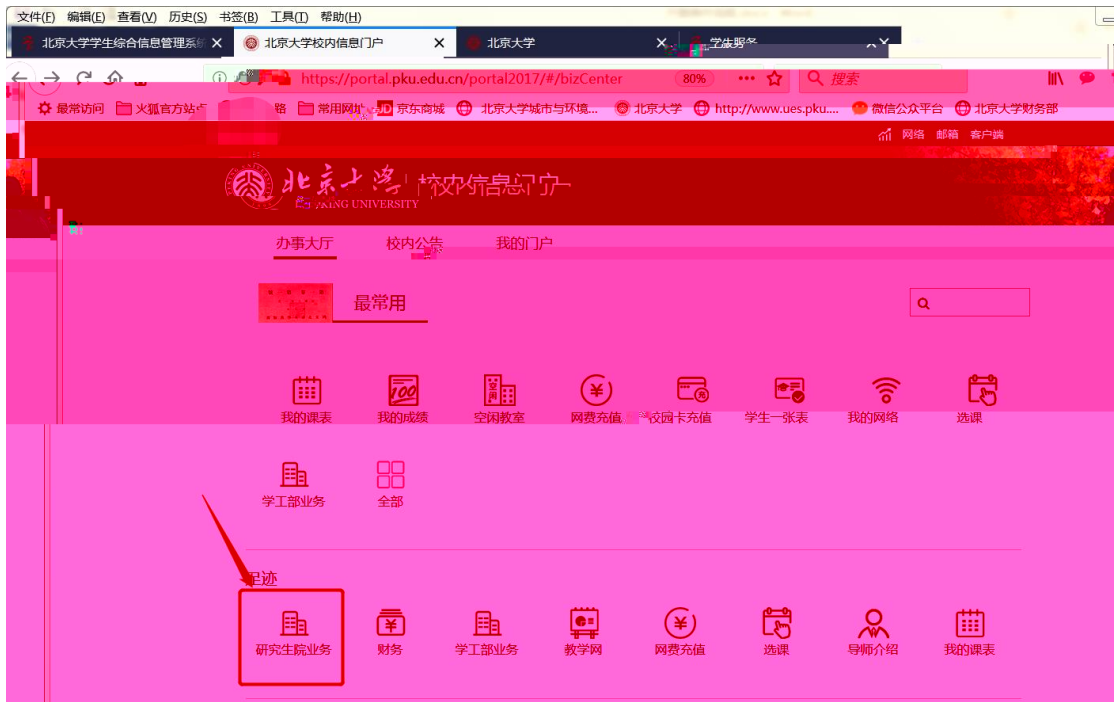 文件(F) 编辑(E) 查看(V) 历史(S) 书签(B) 工具(T) 帮助(H)
北京大学学生综合信息管理系统 北京大学校内信息门户 北京大学
https://portal.pku.edu.cn/portal2017/#/bizCenter 80% 搜索
最常访问 火狐官方站点 常用网址 JD 京东商城 北京大学城市与环境... 北京大学 http://www.ues.pku.... 微信公众平台 北京大学财务部
网络 邮箱 客户端
北京大学 校内信息门户
UNIVERSITY
办事大厅 校内公告 我的门户
最常用
我的课表 我的成绩 空闲教室 网费充值 校园卡充值 学生一张表 我的网络 选课
学工部业务 全部
足迹
研究生院业务 财务 学工部业务 教学网 网费充值 选课 导师介绍 我的课表